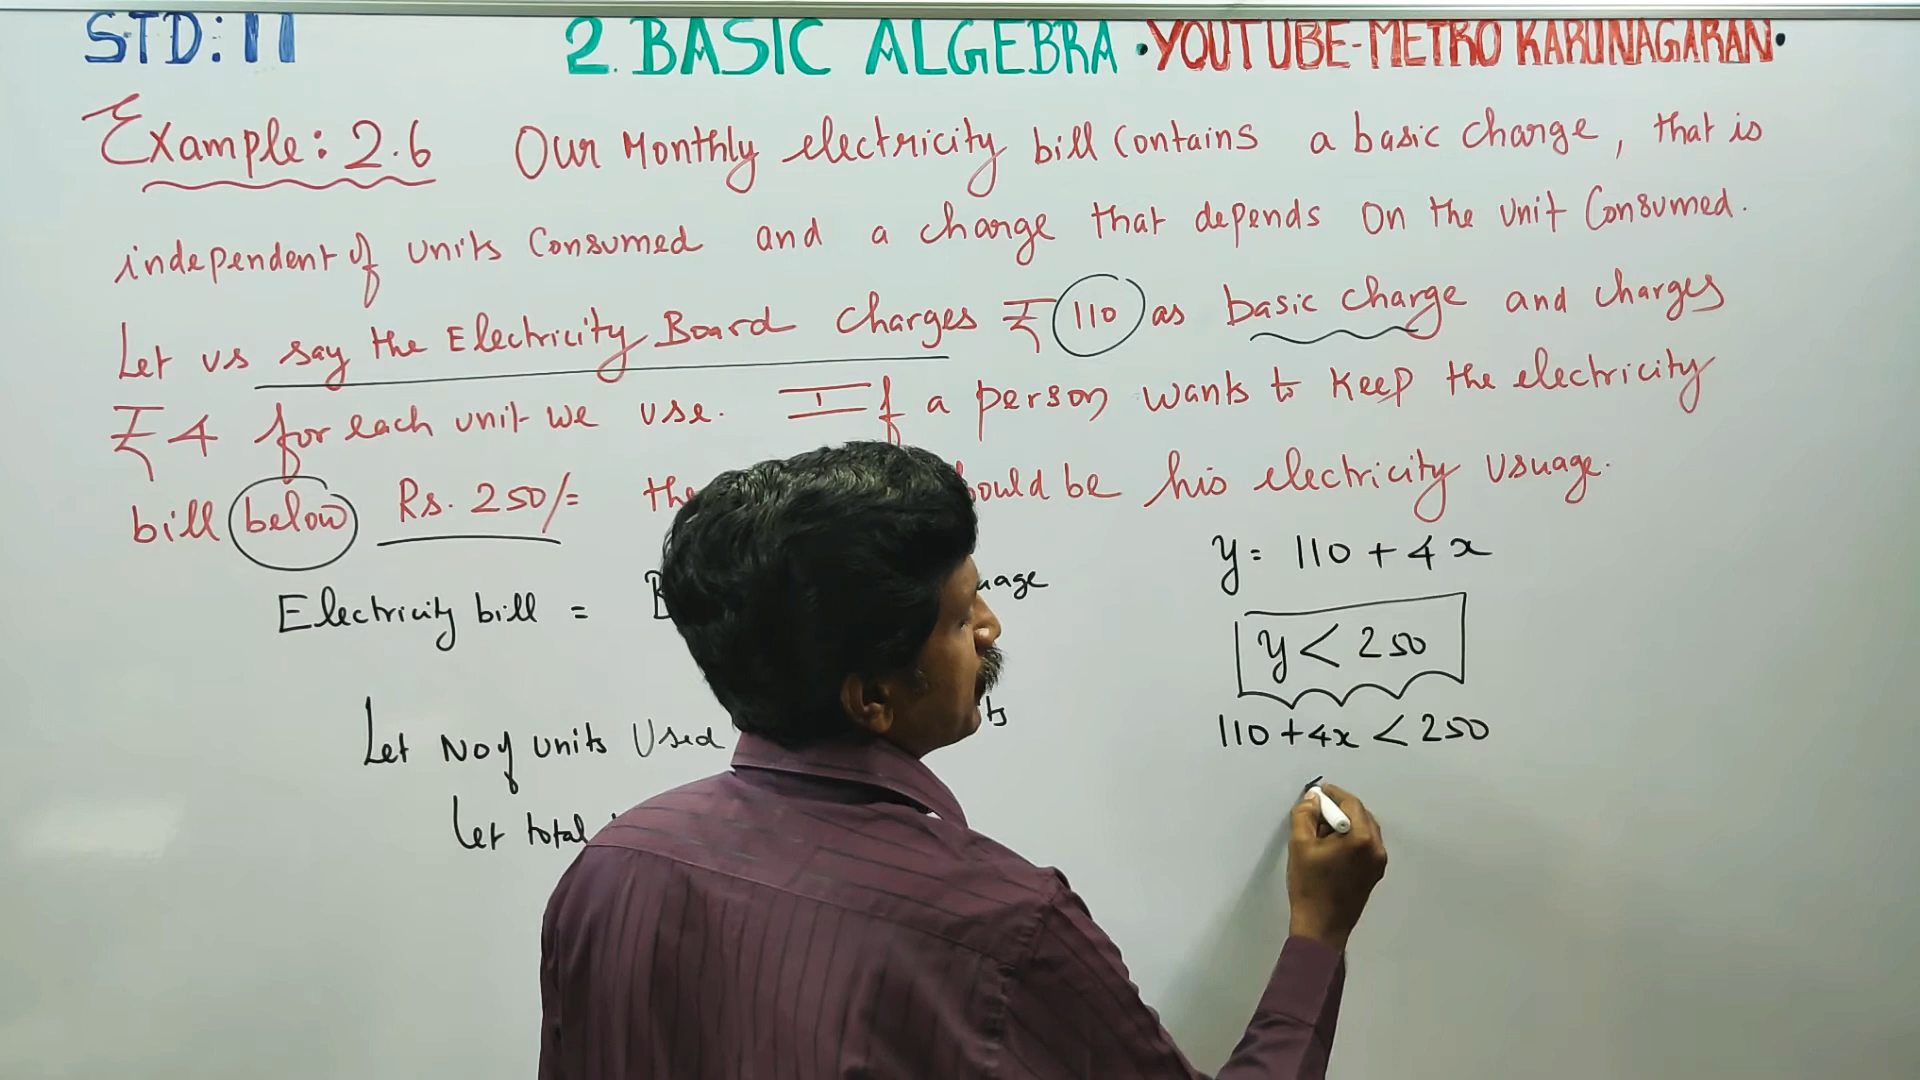 STD: 11 2. BASIC ALGEBRA · YOUTUBE-METRO KARUNAGARAN·
Example: 2.6 Our Monthly electricity bill Contains a basic charge, that is
independent of units Consumed and a charge that depends On the Unit Consumed.
Let us say the Electricity Board Charges ₹ 110 as basic charge and charges
₹ 4 for each unit we use. If a person wants to Keep the electricity
bill below Rs. 250/= be his electricity usuage.
y = 110 + 4x
Electricity bill =
y < 250
Let No of units Used
110 + 4x < 250
Let total